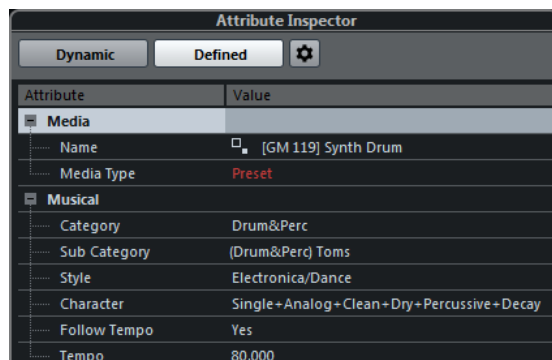 Attribute Inspector
Dynamic Defined
Attribute Value
Media
Name [GM 119] Synth Drum
Media Type Preset
Musical
Category Drum&Perc
Sub Category (Drum&Perc) Toms
Style Electronica/Dance
Character Single+Analog+Clean+Dry+Percussive+Decay
Follow Tempo Yes
Tempo 80.000